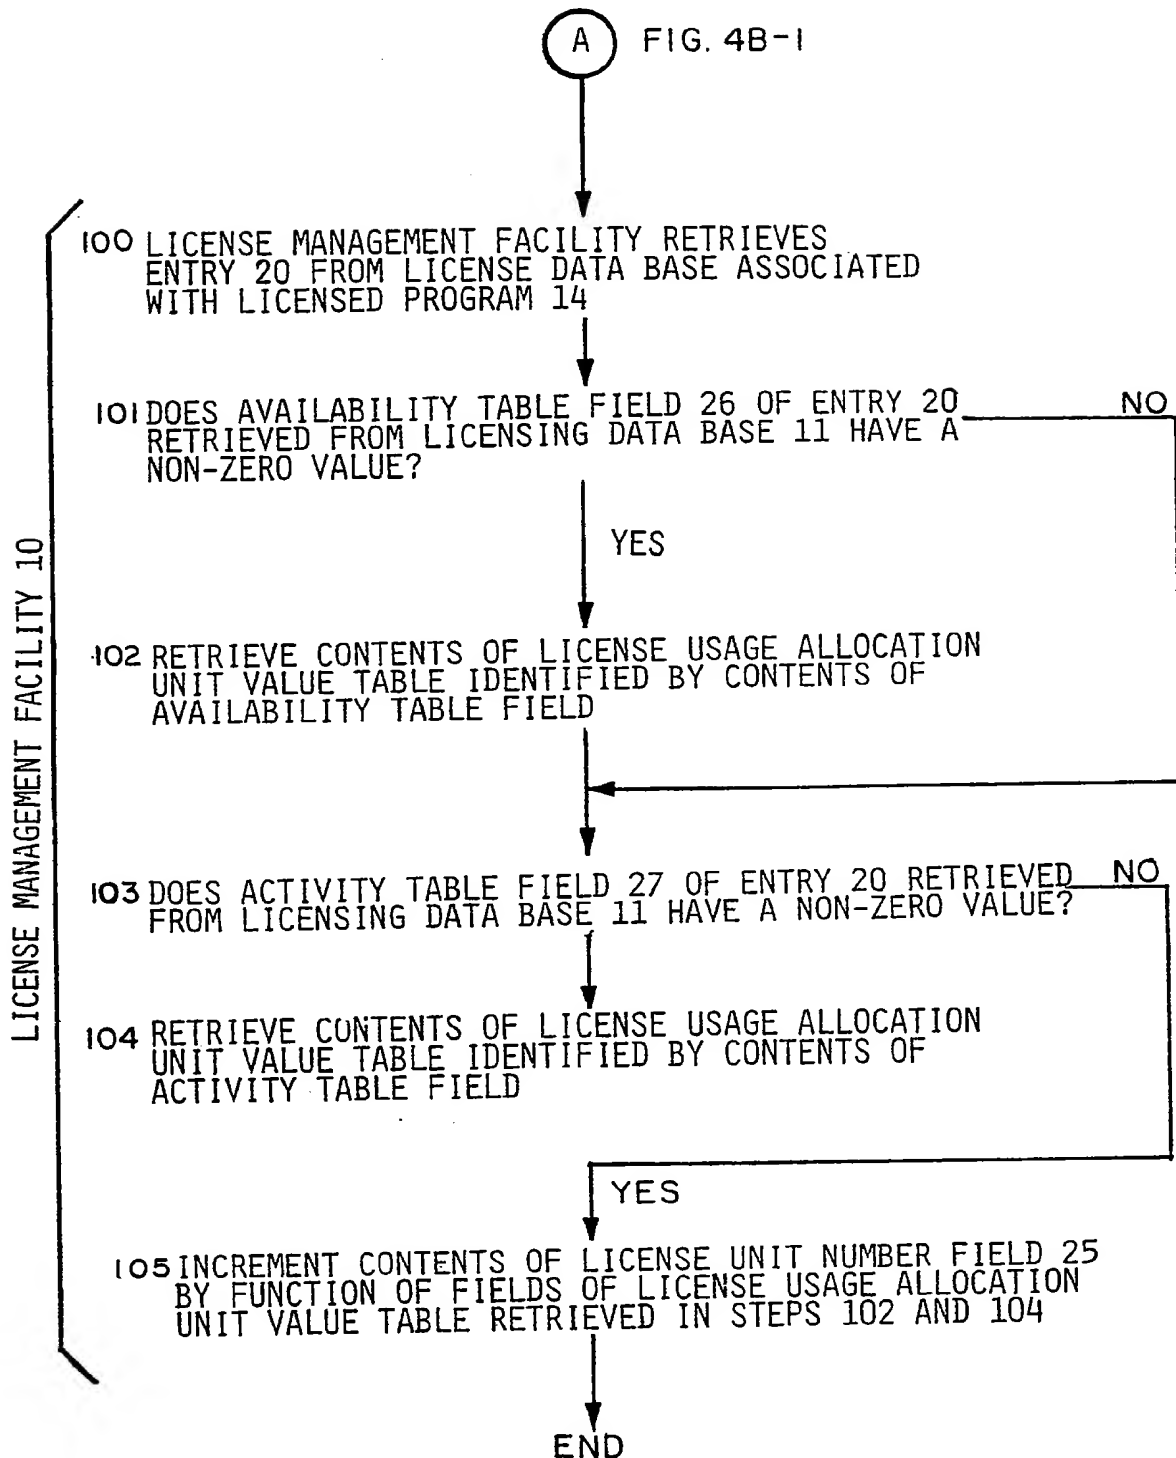 A FIG. 4B-1
100 LICENSE MANAGEMENT FACILITY RETRIEVES
ENTRY 20 FROM LICENSE DATA BASE ASSOCIATED
WITH LICENSED PROGRAM 14
101 DOES AVAILABILITY TABLE FIELD 26 OF ENTRY 20 NO
RETRIEVED FROM LICENSING DATA BASE 11 HAVE A
NON-ZERO VALUE?
YES
102 RETRIEVE CONTENTS OF LICENSE USAGE ALLOCATION
UNIT VALUE TABLE IDENTIFIED BY CONTENTS OF
AVAILABILITY TABLE FIELD
103 DOES ACTIVITY TABLE FIELD 27 OF ENTRY 20 RETRIEVED NO
FROM LICENSING DATA BASE 11 HAVE A NON-ZERO VALUE?
104 RETRIEVE CONTENTS OF LICENSE USAGE ALLOCATION
UNIT VALUE TABLE IDENTIFIED BY CONTENTS OF
ACTIVITY TABLE FIELD
YES
105 INCREMENT CONTENTS OF LICENSE UNIT NUMBER FIELD 25
BY FUNCTION OF FIELDS OF LICENSE USAGE ALLOCATION
UNIT VALUE TABLE RETRIEVED IN STEPS 102 AND 104
END
LICENSE MANAGEMENT FACILITY 10